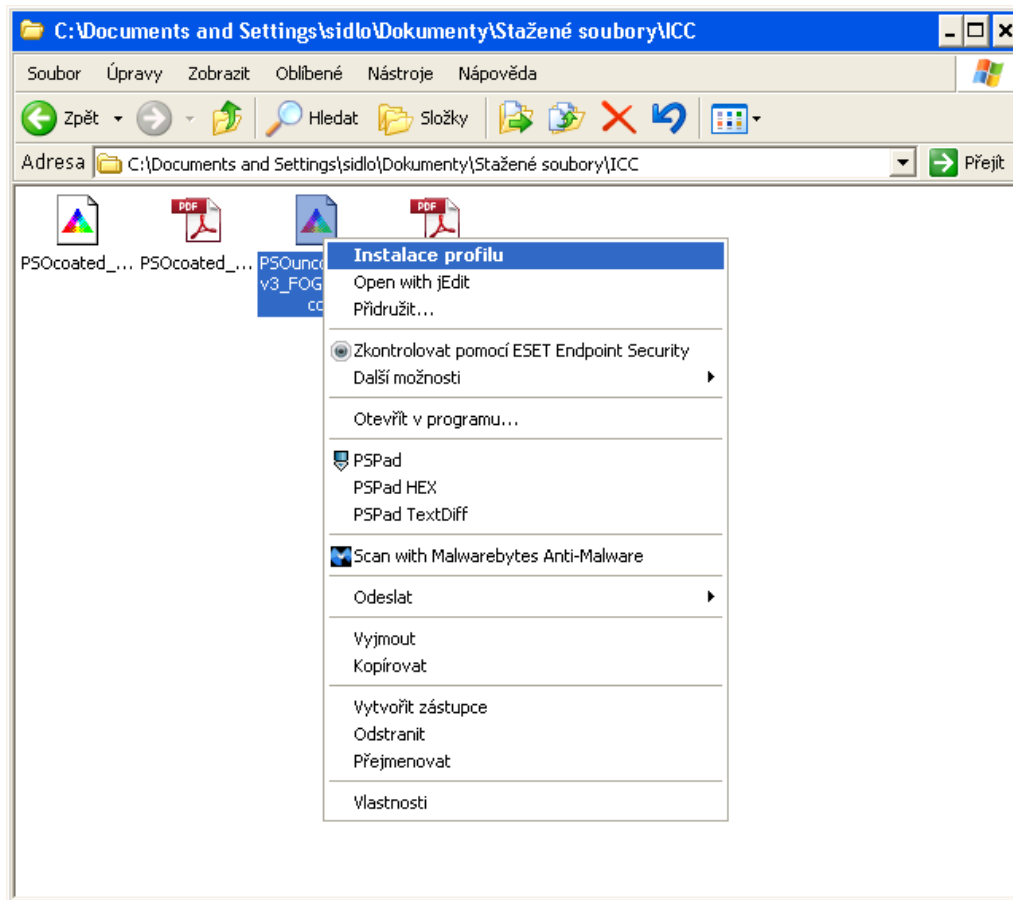 C:\Documents and Settings\sidlo\Dokumenty\Stažené soubory\ICC
Soubor Úpravy Zobrazit Oblíbené Nástroje Nápověda
Zpět Hledat Složky
Adresa C:\Documents and Settings\sidlo\Dokumenty\Stažené soubory\ICC Přejít
PDF PDF
PSOcoated_... PSOcoated_...
v3_FOG
Instalace profilu
Open with jEdit
Přidružit...
Zkontrolovat pomocí ESET Endpoint Security
Další možnosti
Otevřít v programu...
PSPad
PSPad HEX
PSPad TextDiff
Scan with Malwarebytes Anti-Malware
Odeslat
Vyjmout
Kopírovat
Vytvořit zástupce
Odstranit
Přejmenovat
Vlastnosti